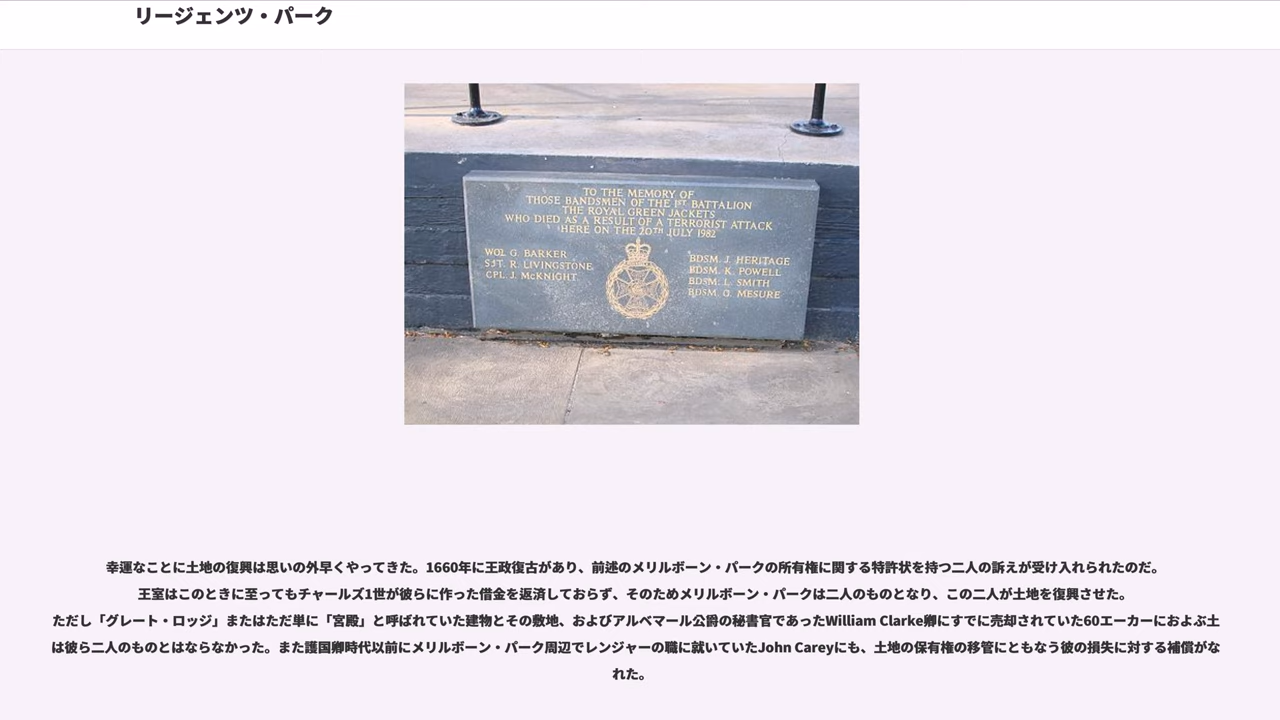 リージェンツ・パーク
TO THE MEMORY OF
THOSE BANDSMEN OF THE 1ST BATTALION
THE ROYAL GREEN JACKETS
WHO DIED AS A RESULT OF A TERRORIST ATTACK
HERE ON THE 20TH JULY 1982
WO2. G. BARKER
SJT. R. LIVINGSTONE
CPL. J. McKNIGHT
BDSM. J. HERITAGE
BDSM. K. POWELL
BDSM. L. SMITH
BDSM. G. MESURE
幸運なことに土地の復興は思いの外早くやってきた。1660年に王政復古があり、前述のメリルボーン・パークの所有権に関する特許状を持つ二人の訴えが受け入れられたのだ。
王室はこのときに至ってもチャールズ1世が彼らに作った借金を返済しておらず、そのためメリルボーン・パークは二人のものとなり、この二人が土地を復興させた。
ただし「グレート・ロッジ」またはただ単に「宮殿」と呼ばれていた建物とその敷地、およびアルベマール公爵の秘書官であったWilliam Clarke卿にすでに売却されていた60エーカーにおよぶ土
は彼ら二人のものとはならなかった。また護国卿時代以前にメリルボーン・パーク周辺でレンジャーの職に就いていたJohn Careyにも、土地の保有権の移管にともなう彼の損失に対する補償がな
れた。